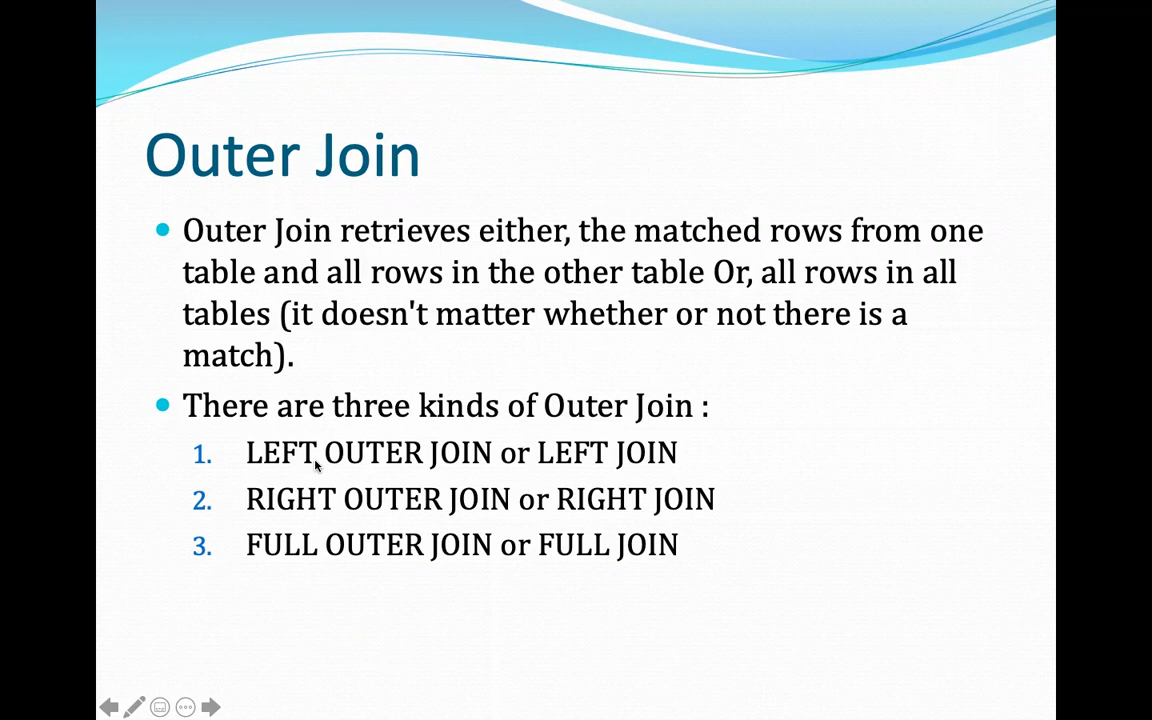 Outer Join
• Outer Join retrieves either, the matched rows from one
table and all rows in the other table Or, all rows in all
tables (it doesn't matter whether or not there is a
match).
• There are three kinds of Outer Join :
1. LEFT OUTER JOIN or LEFT JOIN
2. RIGHT OUTER JOIN or RIGHT JOIN
3. FULL OUTER JOIN or FULL JOIN